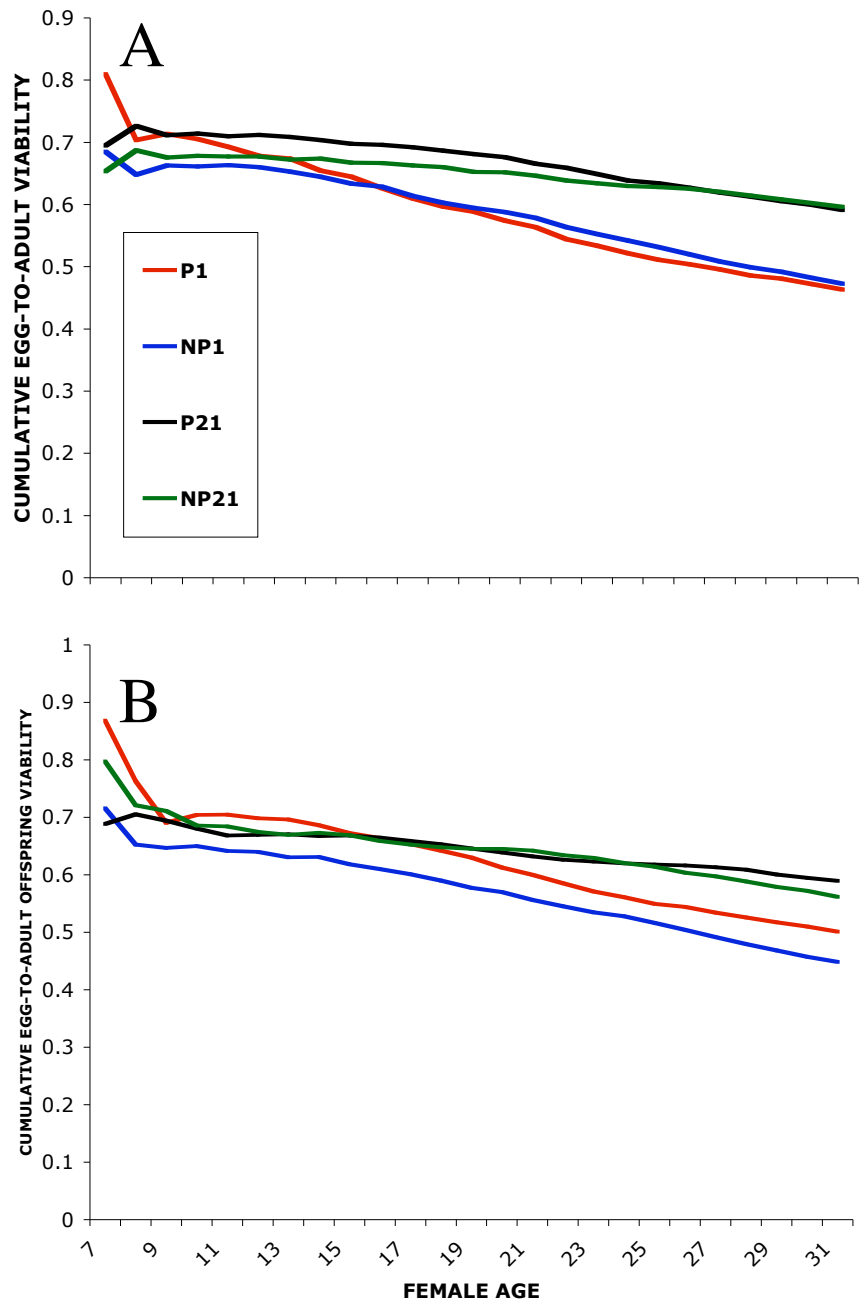 A
CUMULATIVE EGG-TO-ADULT VIABILITY
0.9
0.8
0.7
0.6
0.5
0.4
0.3
0.2
0.1
0
P1
NP1
P21
NP21
B
CUMULATIVE EGG-TO-ADULT OFFSPRING VIABILITY
1
0.9
0.8
0.7
0.6
0.5
0.4
0.3
0.2
0.1
0
7 9 11 13 15 17 19 21 23 25 27 29 31
FEMALE AGE